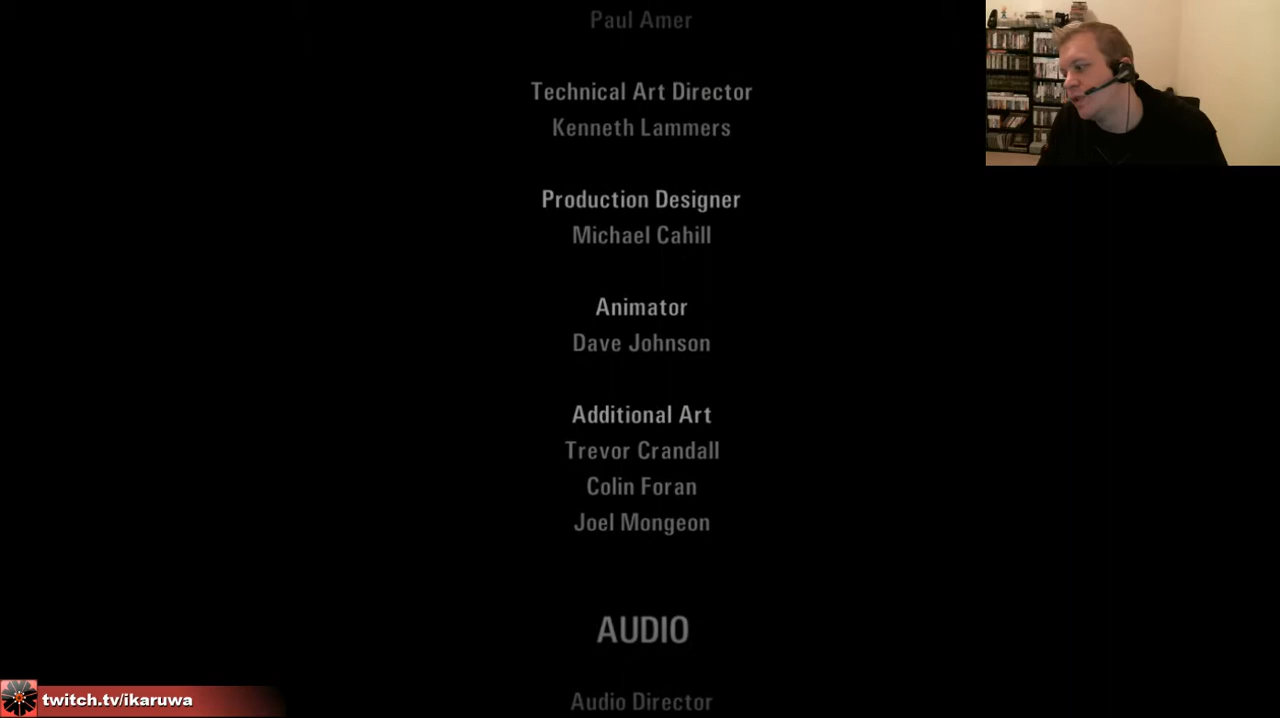 Paul Amer
Technical Art Director
Kenneth Lammers
Production Designer
Michael Cahill
Animator
Dave Johnson
Additional Art
Trevor Crandall
Colin Foran
Joel Mongeon
AUDIO
Audio Director
twitch.tv/ikaruwa